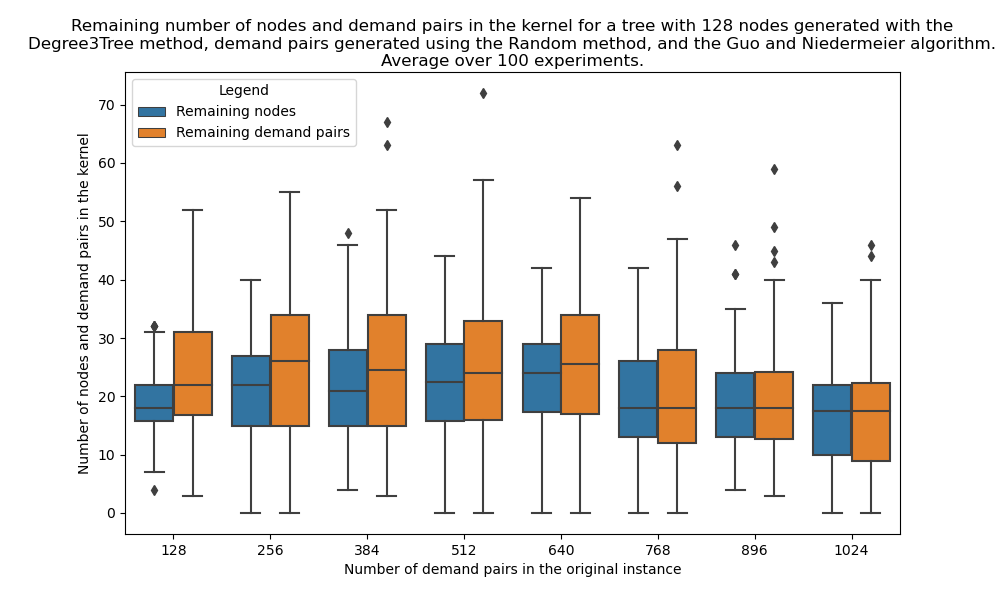 Remaining number of nodes and demand pairs in the kernel for a tree with 128 nodes generated with the
Degree3Tree method, demand pairs generated using the Random method, and the Guo and Niedermeier algorithm.
Average over 100 experiments.
Legend
Remaining nodes
Remaining demand pairs
Number of nodes and demand pairs in the kernel
70
60
50
40
30
20
10
0
128 256 384 512 640 768 896 1024
Number of demand pairs in the original instance